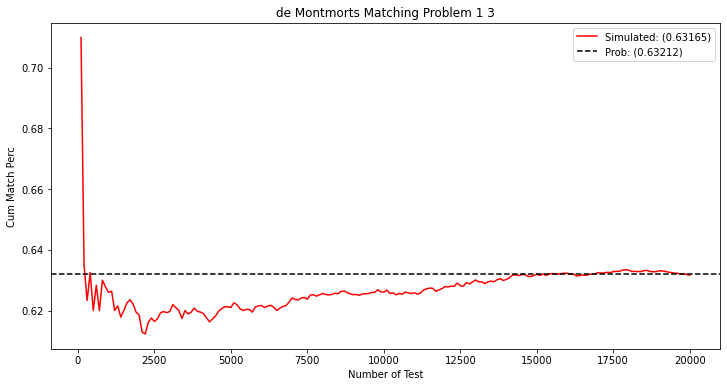 de Montmorts Matching Problem 1 3
Simulated: (0.63165)
Prob: (0.63212)
Cum Match Perc
0.70
0.68
0.66
0.64
0.62
0 2500 5000 7500 10000 12500 15000 17500 20000
Number of Test